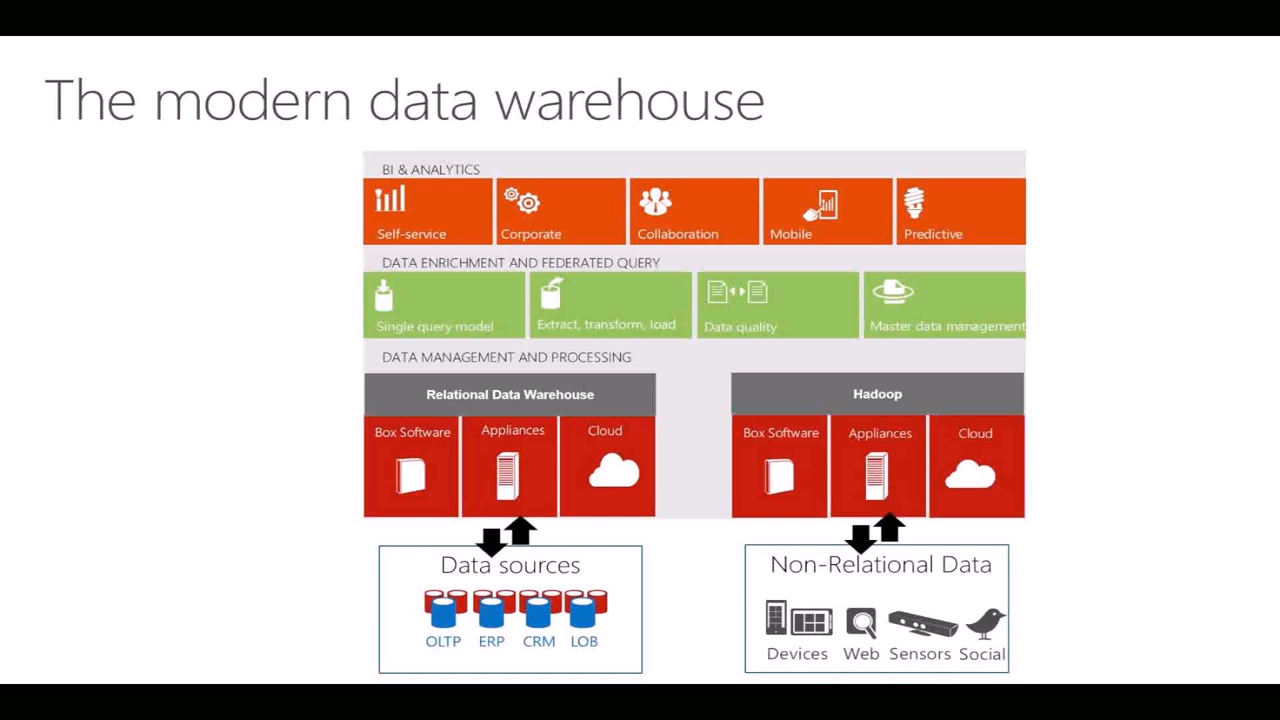 The modern data warehouse
BI & ANALYTICS
Self-service Corporate Collaboration Mobile Predictive
DATA ENRICHMENT AND FEDERATED QUERY
Single query model Extract, transform, load Data quality Master data management
DATA MANAGEMENT AND PROCESSING
Relational Data Warehouse
Box Software Appliances Cloud
Hadoop
Box Software Appliances Cloud
Data sources
OLTP ERP CRM LOB
Non-Relational Data
Devices Web Sensors Social